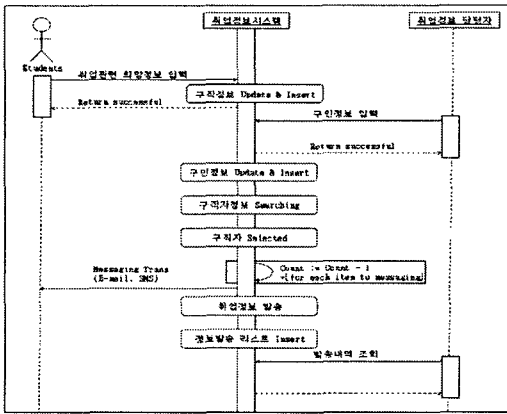 취업정보시스템
취업정보 담당자
Students
취업관련 희망정보 입력
구직정보 Update & Insert
Return successful
구인정보 입력
Return successful
구인정보 Update & Insert
구직자정보 Searching
구직자 Selected
Messaging Trans
(E-mail, SMS)
Count := Count - 1
*[for each item to messaging]
취업정보 발송
정보발송 리스트 Insert
발송내역 조회